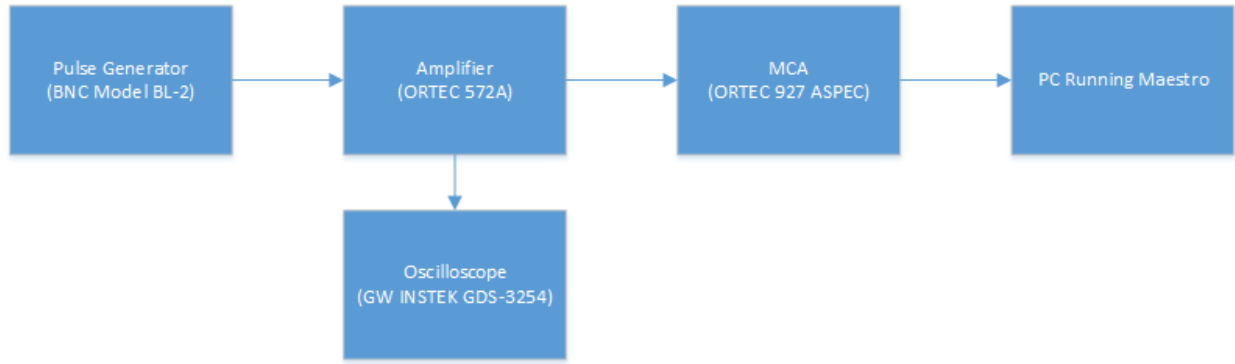 Pulse Generator
(BNC Model BL-2)
Amplifier
(ORTEC 572A)
MCA
(ORTEC 927 ASPEC)
PC Running Maestro
Oscilloscope
(GW INSTEK GDS-3254)